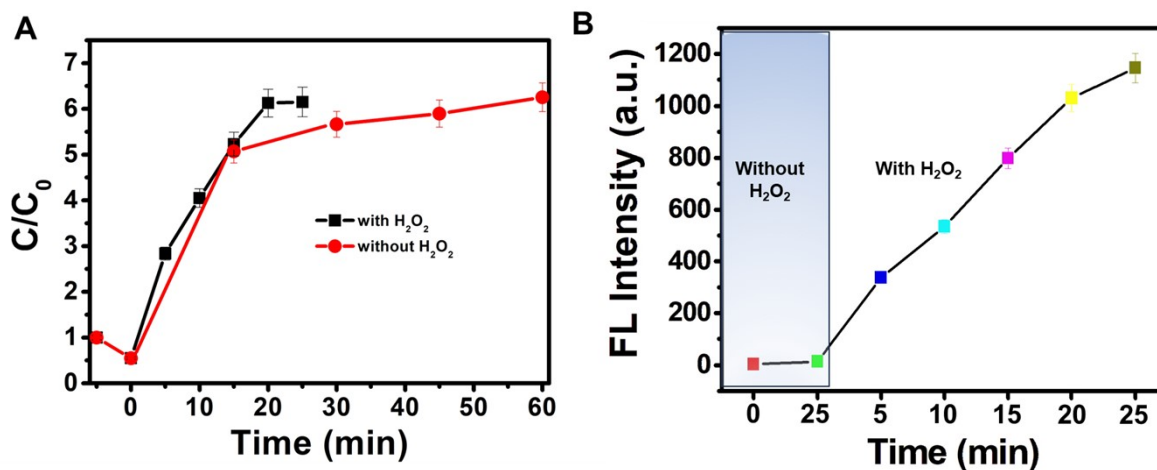 A
C/C₀
7
6
5
4
3
2
1
0
with H₂O₂
without H₂O₂
0 10 20 30 40 50 60
Time (min)
B
FL Intensity (a.u.)
1200
1000
800
600
400
200
0
Without
H₂O₂
With H₂O₂
0 25 5 10 15 20 25
Time (min)